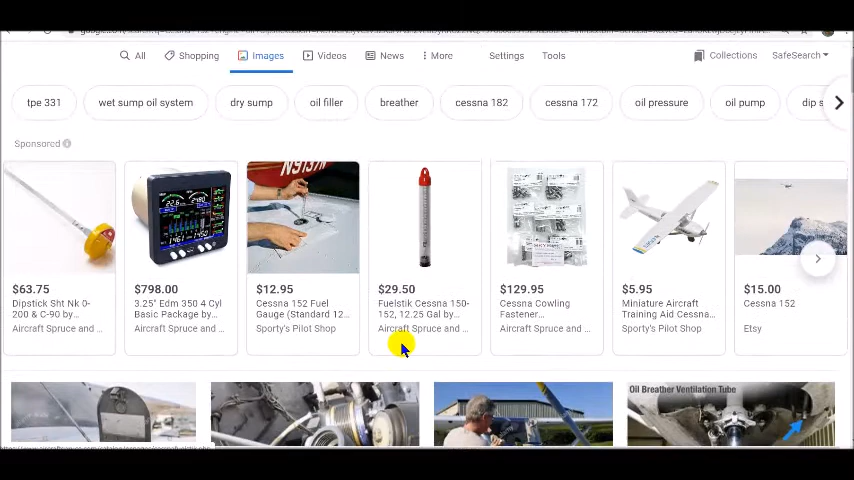 All
Shopping
Images
Videos
News
More
Settings
Tools
Collections
SafeSearch
tpe 331
wet sump oil system
dry sump
oil filler
breather
cessna 182
cessna 172
oil pressure
oil pump
dip s
Sponsored
N9137N
$63.75
Dipstick Sht Nk 0-
200 & C-90 by...
Aircraft Spruce and ...
$798.00
3.25" Edm 350 4 Cyl
Basic Package by...
Aircraft Spruce and ...
$12.95
Cessna 152 Fuel
Gauge (Standard 12...
Sporty's Pilot Shop
$29.50
Fuelstik Cessna 150-
152, 12.25 Gal by...
Aircraft Spruce and ...
$129.95
Cessna Cowling
Fastener...
Aircraft Spruce and ...
$5.95
Miniature Aircraft
Training Aid Cessna...
Sporty's Pilot Shop
$15.00
Cessna 152
Etsy
Oil Breather Ventilation Tube